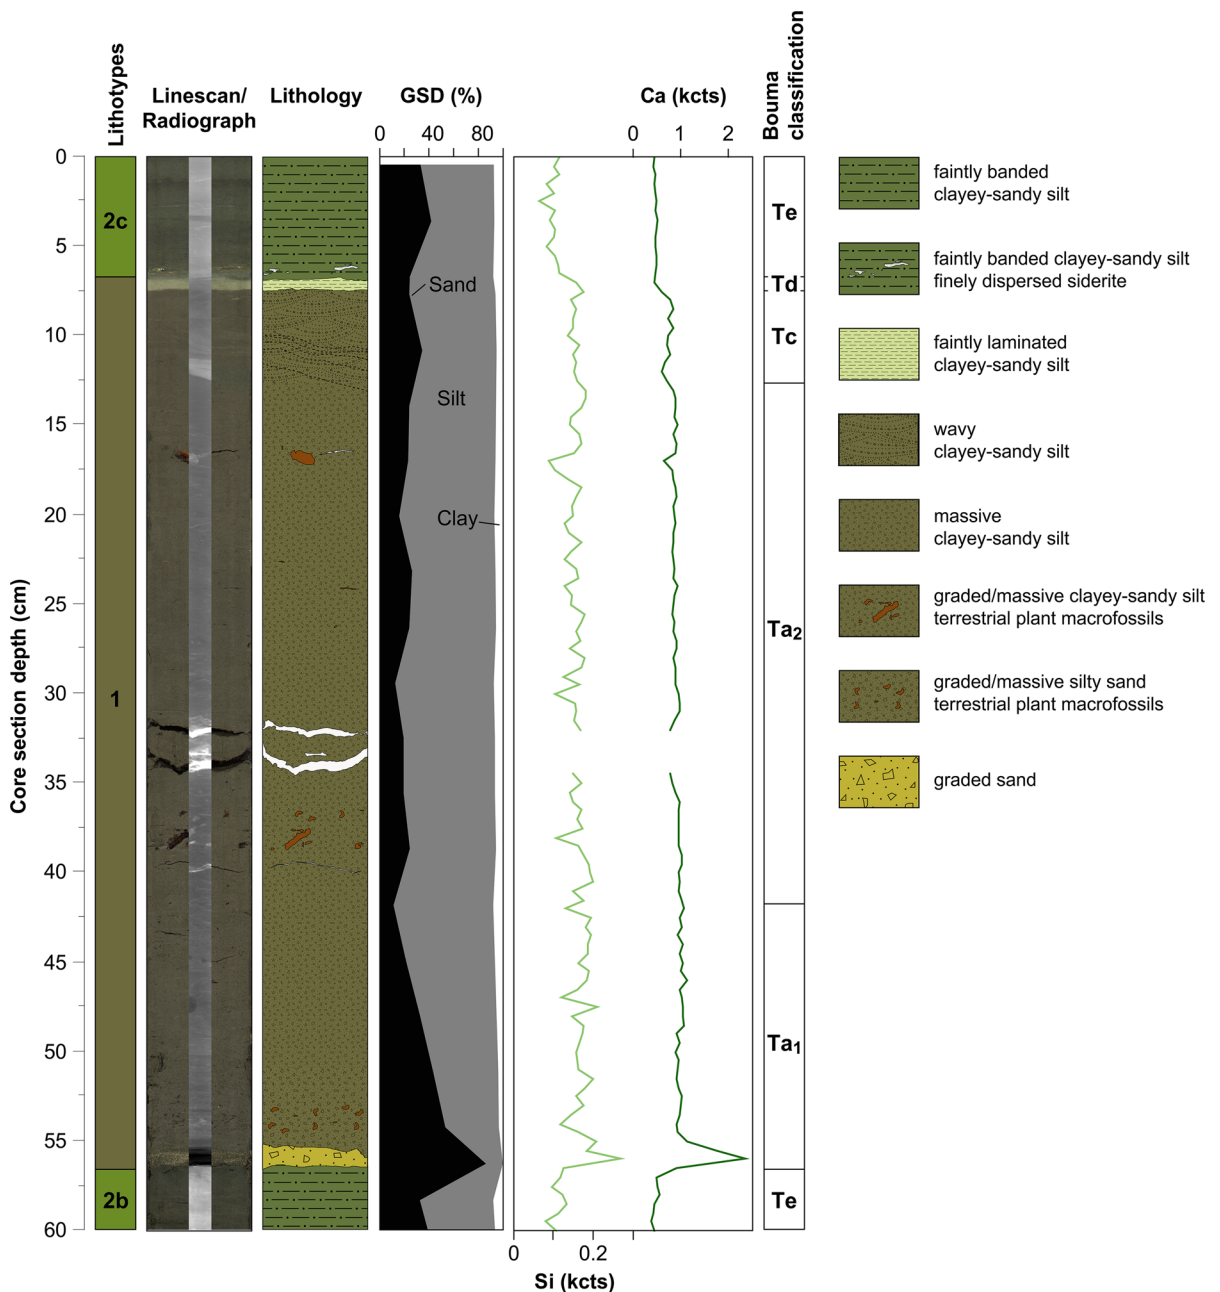 Lithotypes
Linescan/
Radiograph
Lithology
GSD (%)
Ca (kcts)
Bouma
classification
0 40 80
0 1 2
Core section depth (cm)
0
5
10
15
20
25
30
35
40
45
50
55
60
2c
1
2b
Sand
Silt
Clay
Te
Td
Tc
Ta2
Ta1
Te
0 0.2
Si (kcts)
faintly banded
clayey-sandy silt
faintly banded clayey-sandy silt
finely dispersed siderite
faintly laminated
clayey-sandy silt
wavy
clayey-sandy silt
massive
clayey-sandy silt
graded/massive clayey-sandy silt
terrestrial plant macrofossils
graded/massive silty sand
terrestrial plant macrofossils
graded sand